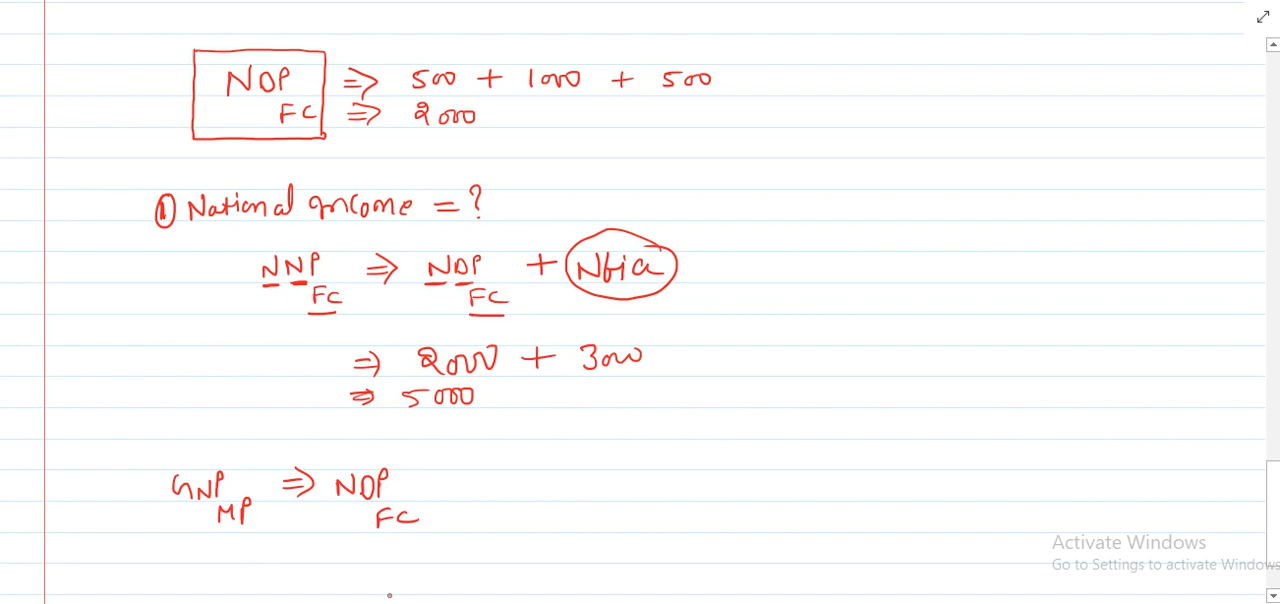 NDP => 500 + 1000 + 500
FC => 2000
① National Income = ?
NNP => NDP + Nfia
FC FC
=> 2000 + 3000
=> 5000
GNP => NDP
MP FC
Activate Windows
Go to Settings to activate Windows